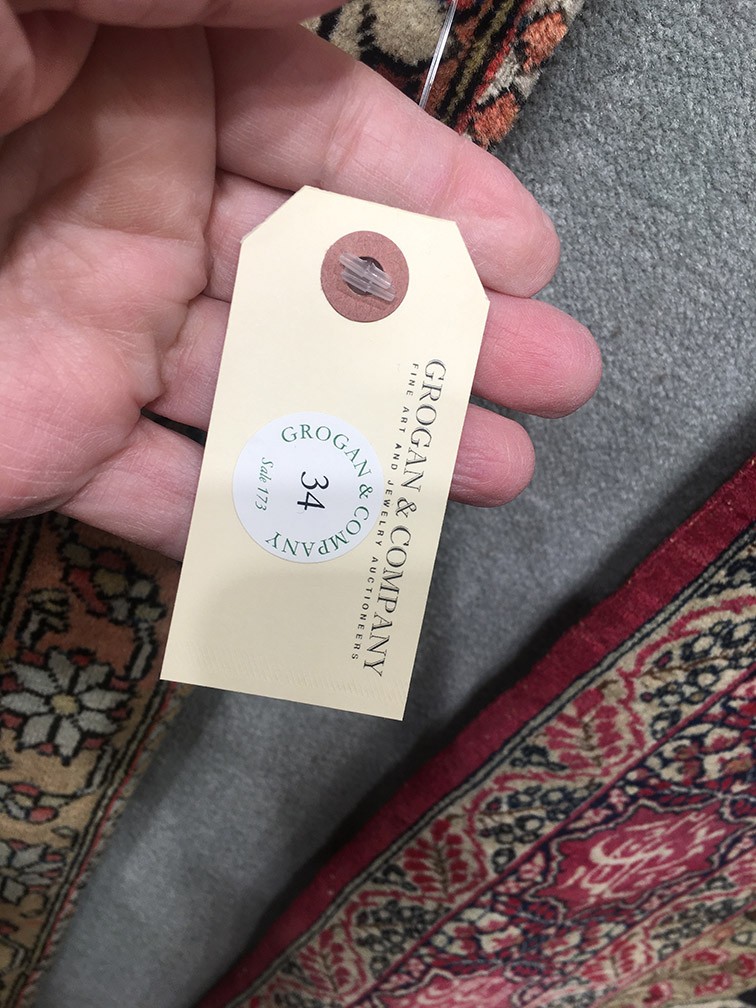 GROGAN & COMPANY
FINE ART AND JEWELRY AUCTIONEERS
GROGAN & COMPANY
34
Sale 173